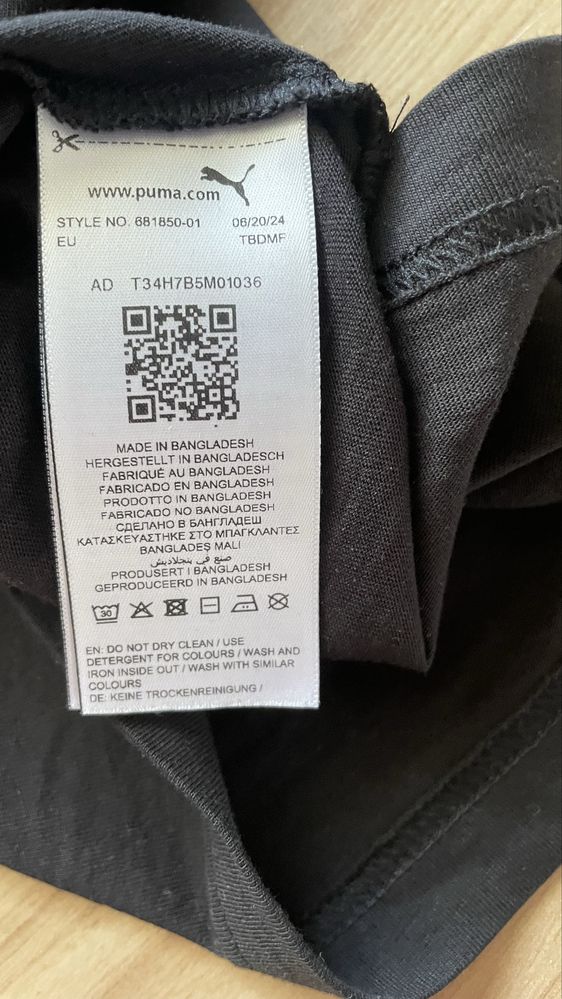 www.puma.com
STYLE NO. 681850-01 06/20/24
EU TBDMF
AD T34H7B5M01036
MADE IN BANGLADESH
HERGESTELLT IN BANGLADESCH
FABRIQUÉ AU BANGLADESH
FABRICADO EN BANGLADESH
PRODOTTO IN BANGLADESH
FABRICADO NO BANGLADESH
СДЕЛАНО В БАНГЛАДЕШ
ΚΑΤΑΣΚΕΥΑΣΤΗΚΕ ΣΤΟ ΜΠΑΓΚΛΑΝΤΕΣ
BANGLADEŞ MALI
صنع في بنجلاديش
PRODUSERT I BANGLADESH
GEPRODUCEERD IN BANGLADESH
30
EN: DO NOT DRY CLEAN / USE
DETERGENT FOR COLOURS / WASH AND
IRON INSIDE OUT / WASH WITH SIMILAR
COLOURS
DE: KEINE TROCKENREINIGUNG /